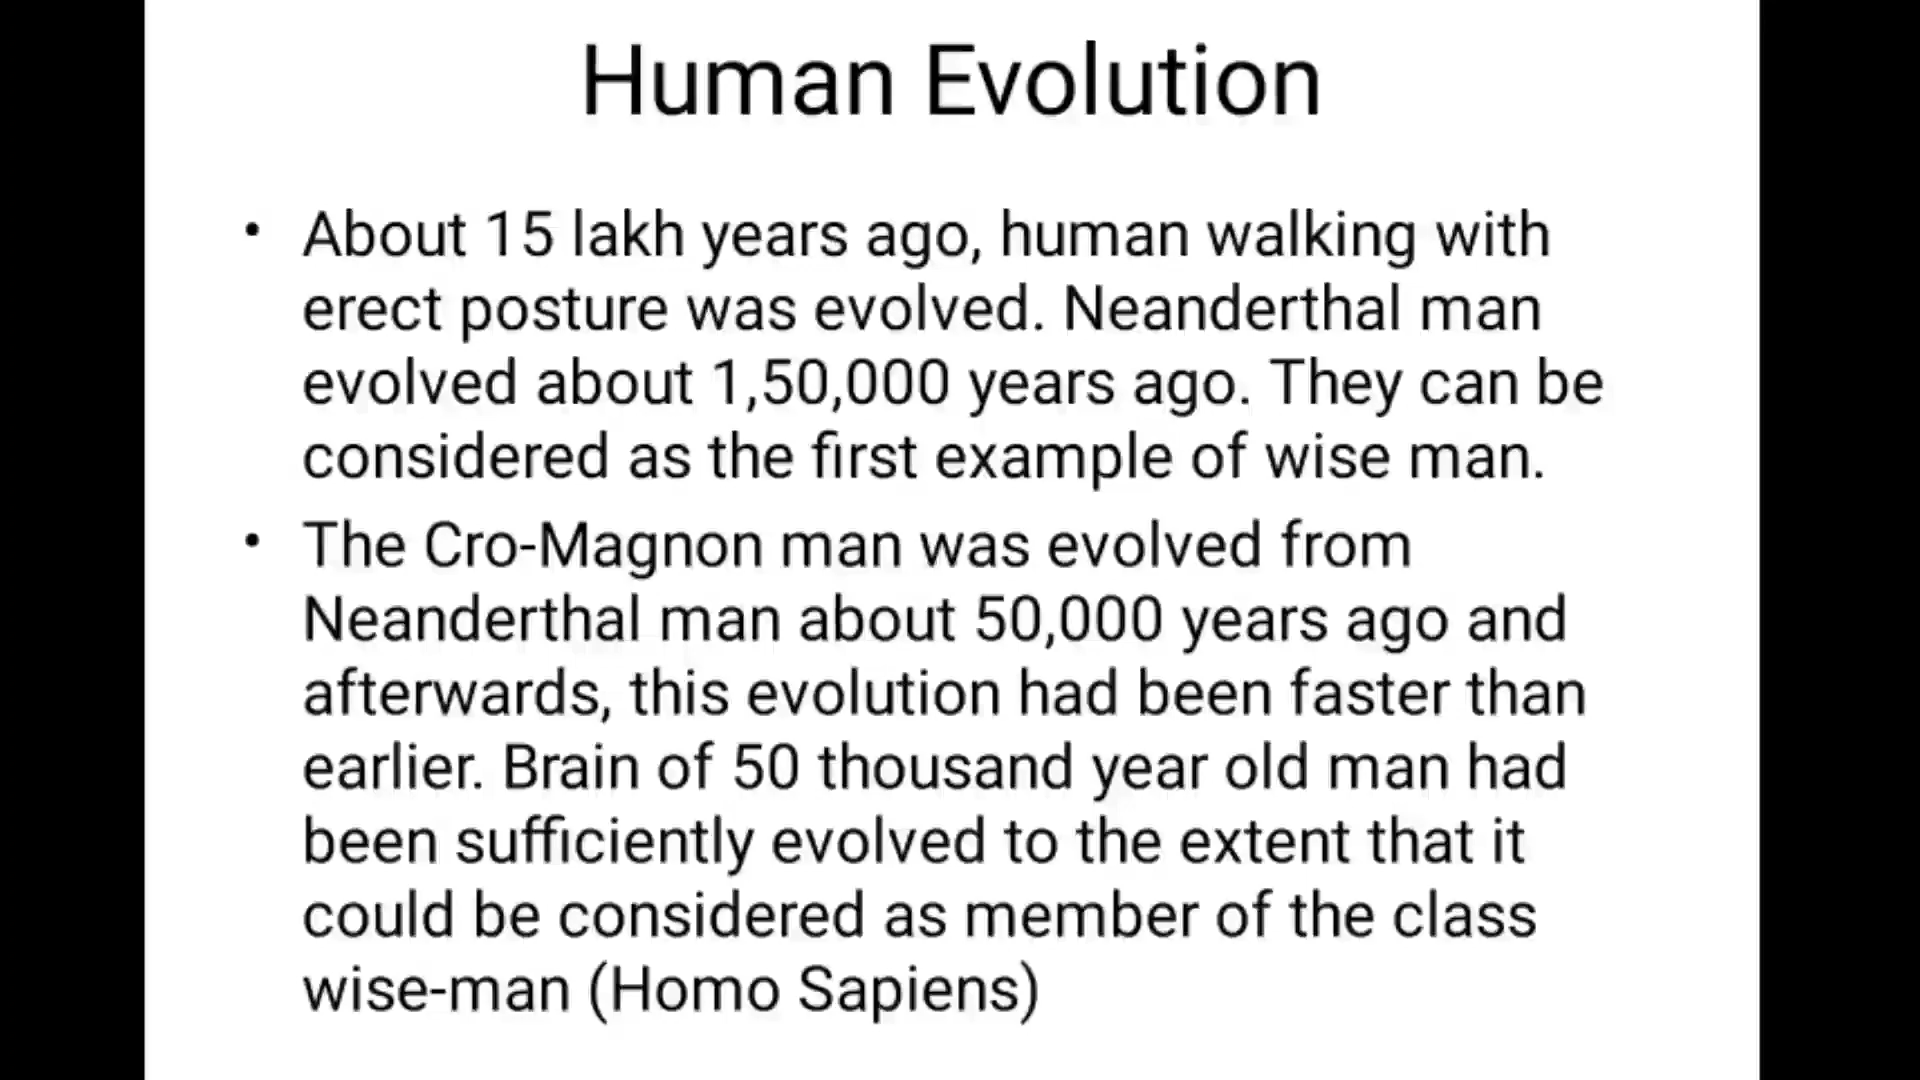 Human Evolution
• About 15 lakh years ago, human walking with
erect posture was evolved. Neanderthal man
evolved about 1,50,000 years ago. They can be
considered as the first example of wise man.
• The Cro-Magnon man was evolved from
Neanderthal man about 50,000 years ago and
afterwards, this evolution had been faster than
earlier. Brain of 50 thousand year old man had
been sufficiently evolved to the extent that it
could be considered as member of the class
wise-man (Homo Sapiens)